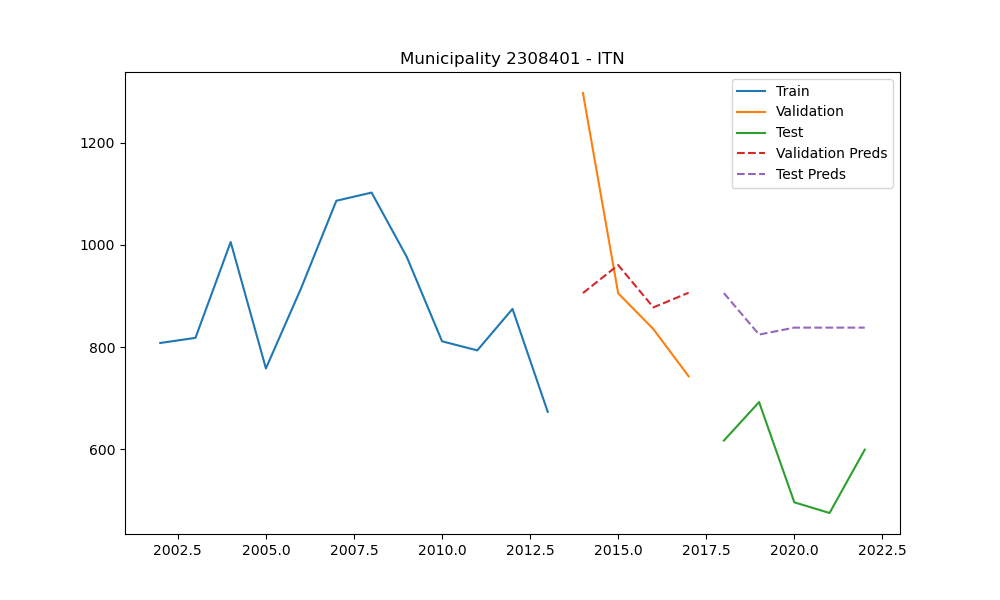 Municipality 2308401 - ITN
Train
Validation
Test
Validation Preds
Test Preds
1200
1000
800
600
2002.5 2005.0 2007.5 2010.0 2012.5 2015.0 2017.5 2020.0 2022.5